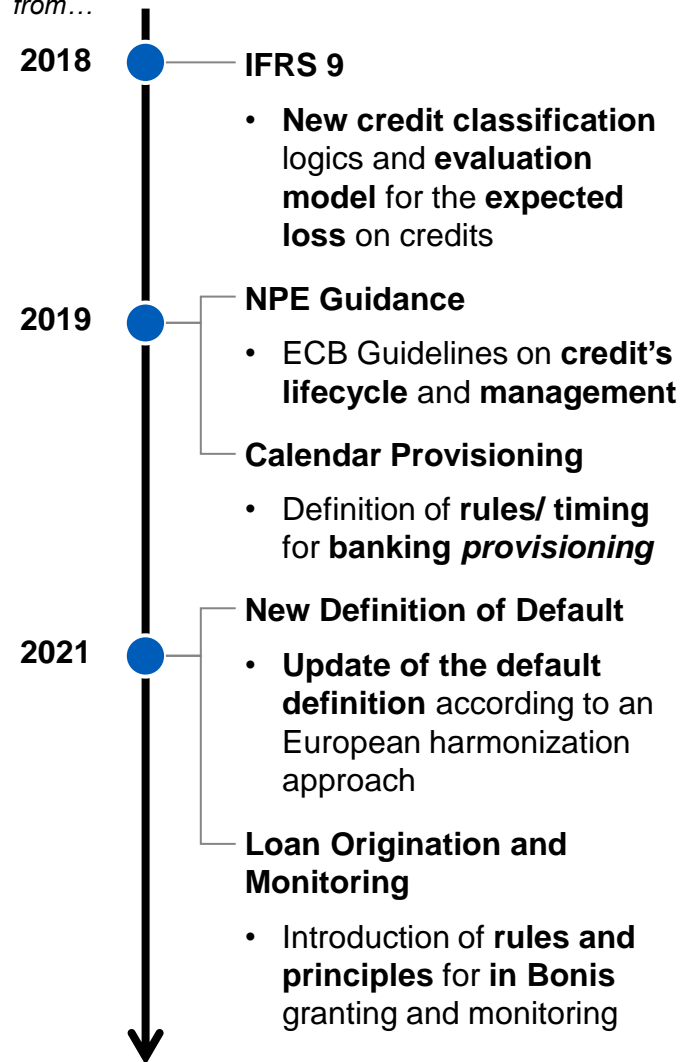 from…
2018
IFRS 9
• New credit classification
logics and evaluation
model for the expected
loss on credits
2019
NPE Guidance
• ECB Guidelines on credit's
lifecycle and management
Calendar Provisioning
• Definition of rules/ timing
for banking provisioning
2021
New Definition of Default
• Update of the default
definition according to an
European harmonization
approach
Loan Origination and
Monitoring
• Introduction of rules and
principles for in Bonis
granting and monitoring